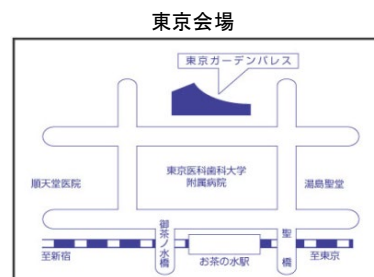 東京会場
東京ガーデンパレス
東京医科歯科大学
附属病院
順天堂医院
湯島聖堂
御茶ノ水橋
お茶の水駅
聖橋
至新宿
至東京